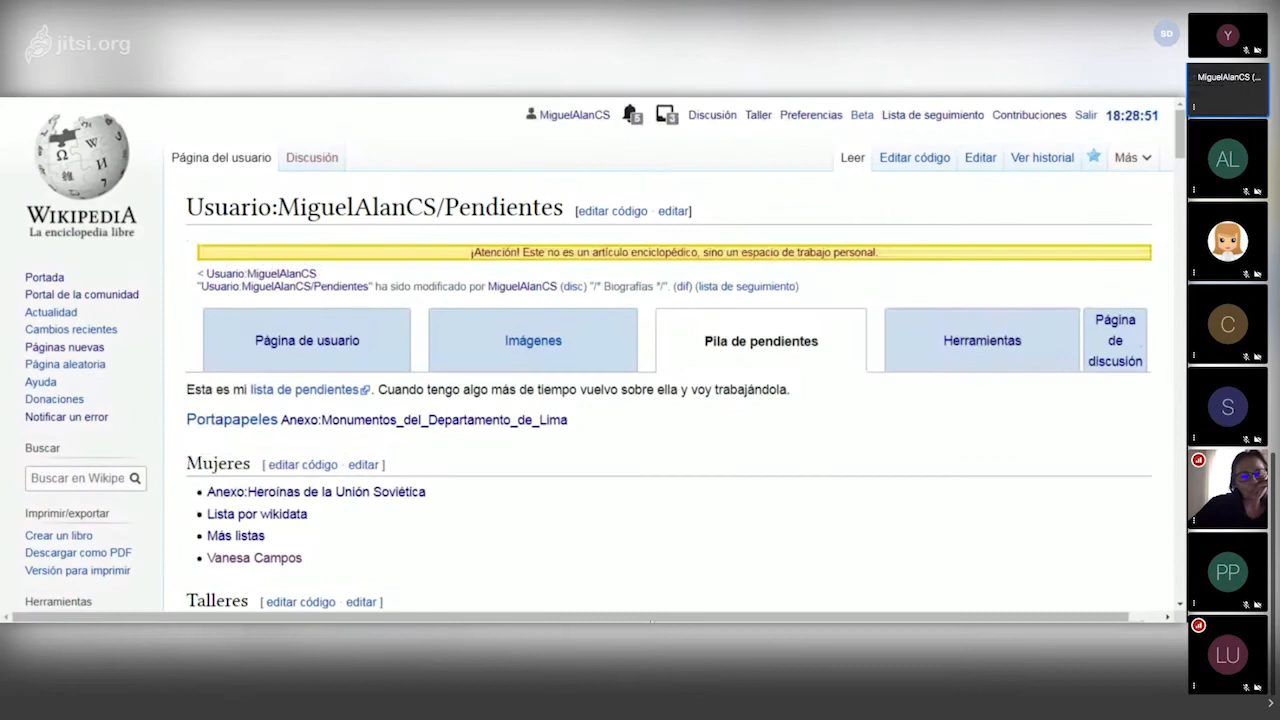 jitsi.org
SD
Y
MiguelAlanCS (...
AL
C
S
PP
LU
MiguelAlanCS 5 3 Discusión Taller Preferencias Beta Lista de seguimiento Contribuciones Salir 18:28:51
Página del usuario Discusión Leer Editar código Editar Ver historial Más
WIKIPEDIA
La enciclopedia libre
Portada
Portal de la comunidad
Actualidad
Cambios recientes
Páginas nuevas
Página aleatoria
Ayuda
Donaciones
Notificar un error
Buscar
Buscar en Wikipe
Imprimir/exportar
Crear un libro
Descargar como PDF
Versión para imprimir
Herramientas
Usuario:MiguelAlanCS/Pendientes [editar código · editar]
¡Atención! Este no es un artículo enciclopédico, sino un espacio de trabajo personal.
< Usuario:MiguelAlanCS
"Usuario:MiguelAlanCS/Pendientes" ha sido modificado por MiguelAlanCS (disc) "/* Biografías */". (dif) (lista de seguimiento)
Página de usuario
Imágenes
Pila de pendientes
Herramientas
Página
de
discusión
Esta es mi lista de pendientes. Cuando tengo algo más de tiempo vuelvo sobre ella y voy trabajándola.
Portapapeles Anexo:Monumentos_del_Departamento_de_Lima
Mujeres [ editar código · editar ]
• Anexo:Heroínas de la Unión Soviética
• Lista por wikidata
• Más listas
• Vanesa Campos
Talleres [ editar código · editar ]